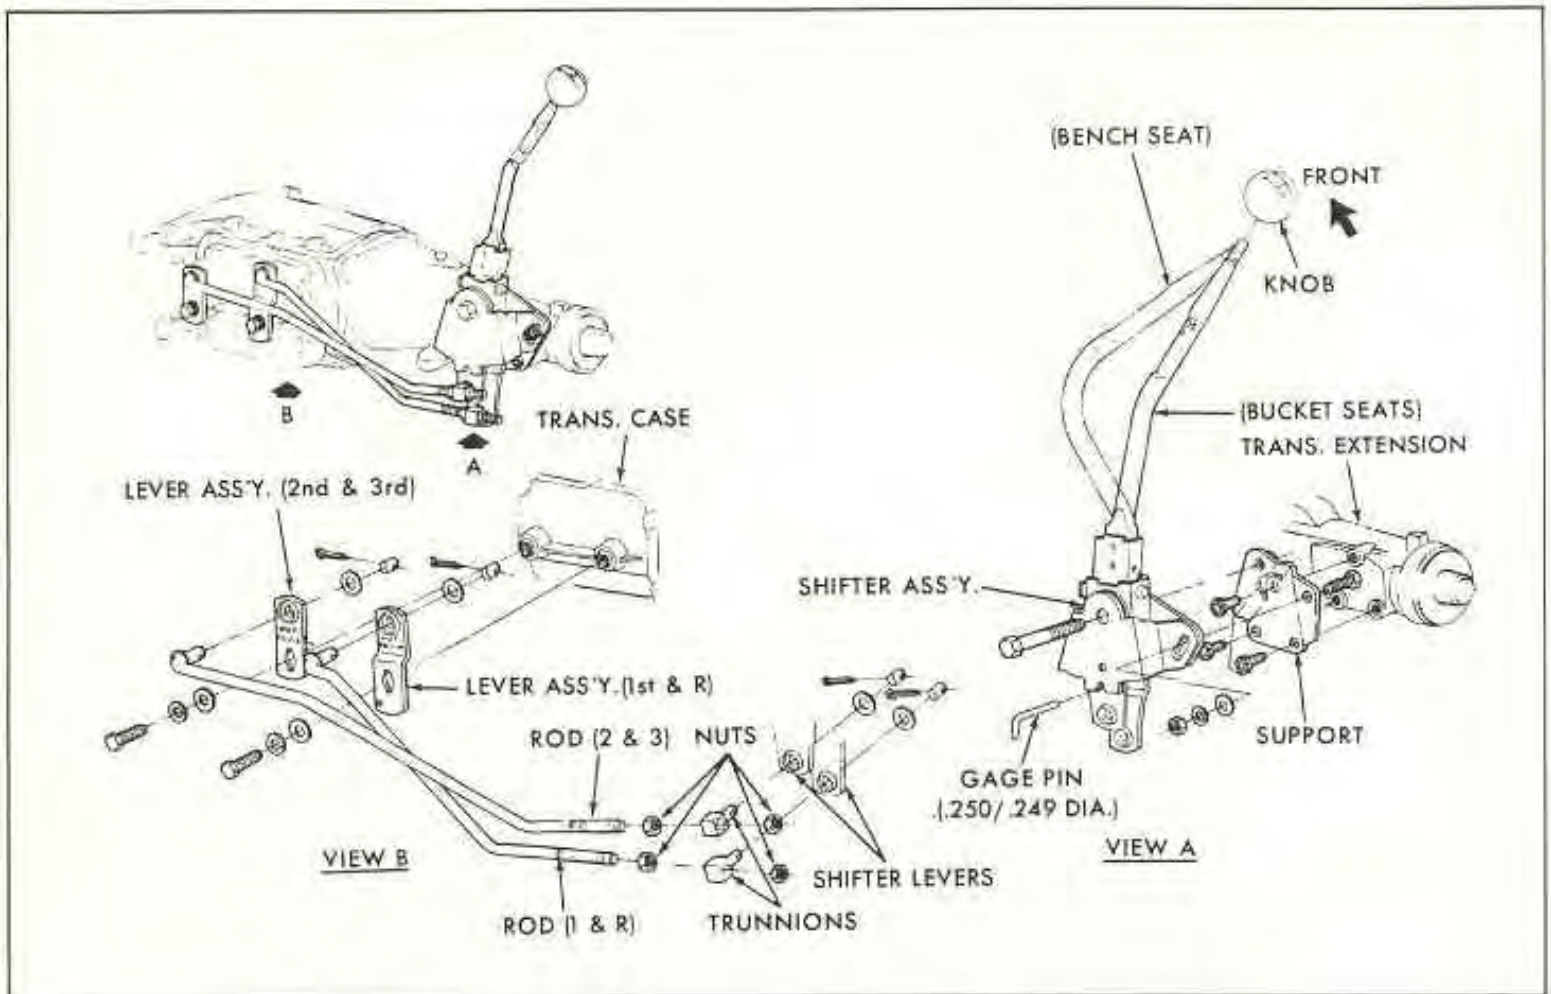 (BENCH SEAT)
FRONT
KNOB
(BUCKET SEATS)
TRANS. EXTENSION
B
A
TRANS. CASE
LEVER ASS'Y. (2nd & 3rd)
SHIFTER ASS'Y.
LEVER ASS'Y. (1st & R)
ROD (2 & 3)
NUTS
SUPPORT
GAGE PIN
(.250/.249 DIA.)
VIEW B
VIEW A
SHIFTER LEVERS
ROD (1 & R)
TRUNNIONS